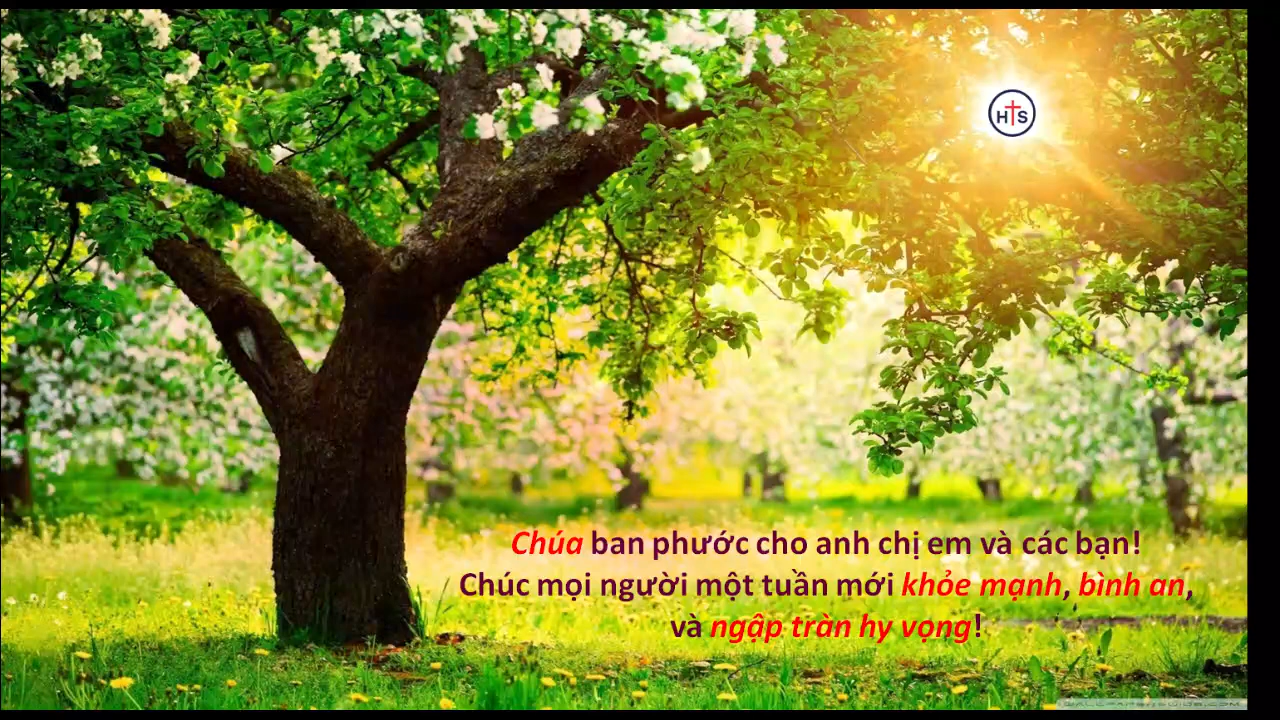 HTS
Chúa ban phước cho anh chị em và các bạn!
Chúc mọi người một tuần mới khỏe mạnh, bình an,
và ngập tràn hy vọng!